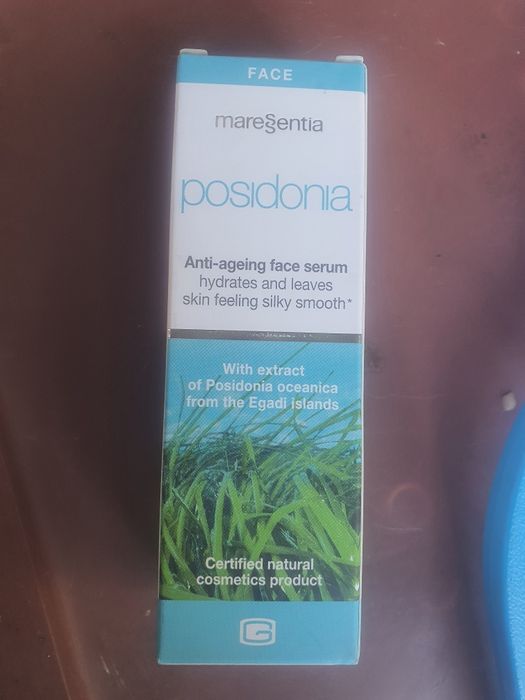 FACE
maressentia
posidonia
Anti-ageing face serum
hydrates and leaves
skin feeling silky smooth*
With extract
of Posidonia oceanica
from the Egadi islands
Certified natural
cosmetics product
G